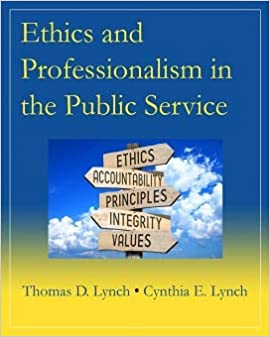 Ethics and
Professionalism in
the Public Service
ETHICS
ACCOUNTABILITY
PRINCIPLES
INTEGRITY
VALUES
Thomas D. Lynch • Cynthia E. Lynch